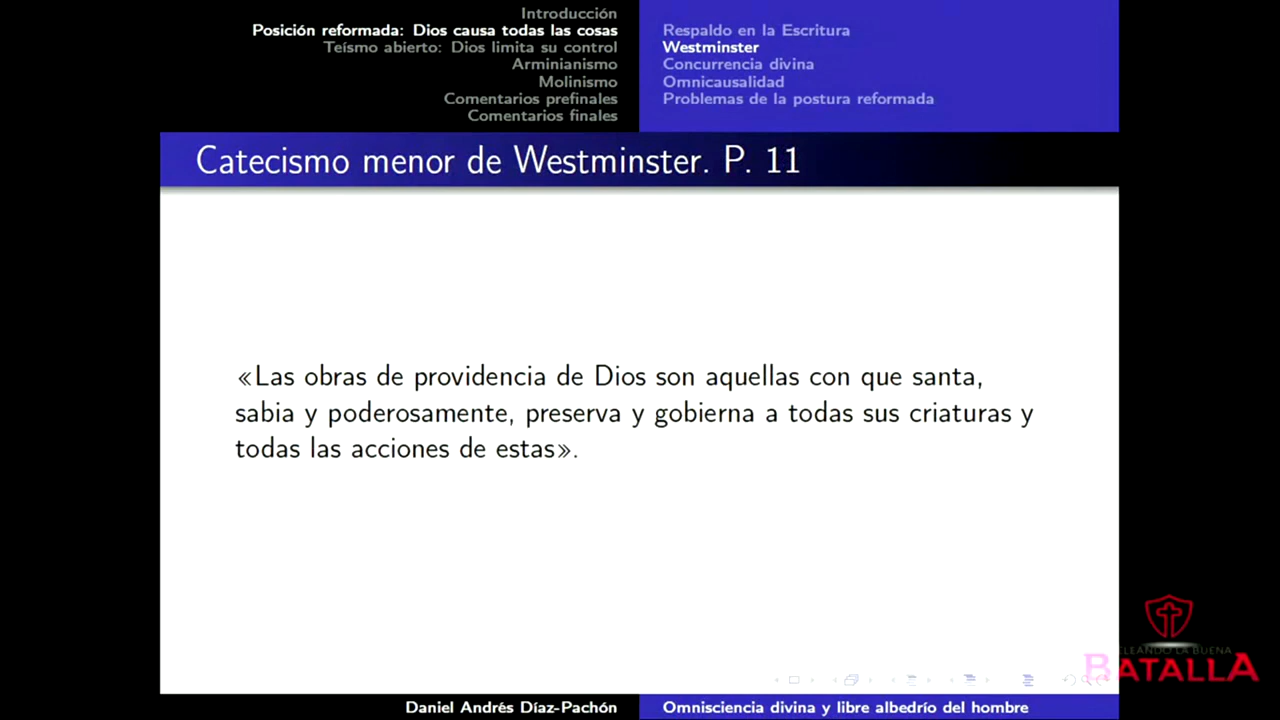 Introducción
Posición reformada: Dios causa todas las cosas
Teísmo abierto: Dios limita su control
Arminianismo
Molinismo
Comentarios prefinales
Comentarios finales
Respaldo en la Escritura
Westminster
Concurrencia divina
Omnicausalidad
Problemas de la postura reformada
Catecismo menor de Westminster. P. 11
«Las obras de providencia de Dios son aquellas con que santa,
sabia y poderosamente, preserva y gobierna a todas sus criaturas y
todas las acciones de estas».
LA BUENA
BATALLA
Daniel Andrés Díaz-Pachón
Omnisciencia divina y libre albedrío del hombre